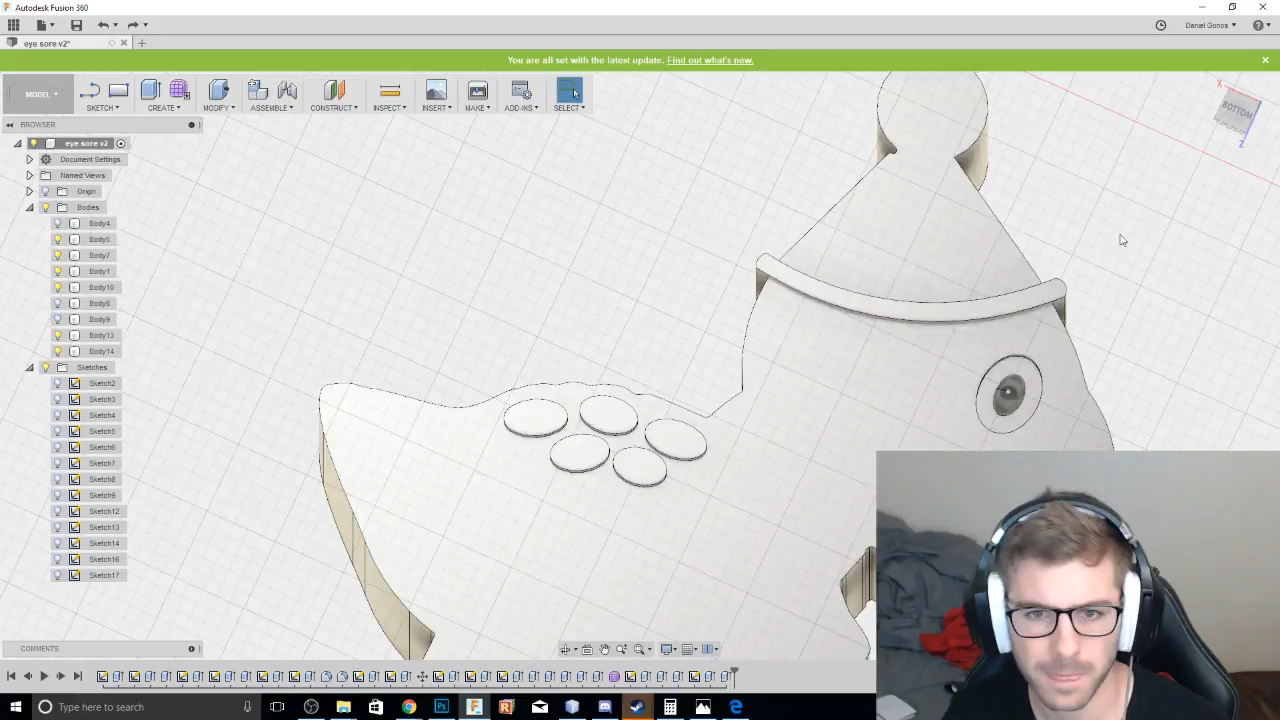 Autodesk Fusion 360
Daniel Gonos
eye sore v2*
You are all set with the latest update. Find out what's new.
MODEL
SKETCH
CREATE
MODIFY
ASSEMBLE
CONSTRUCT
INSPECT
INSERT
MAKE
ADD-INS
SELECT
X
BOTTOM
Z
BROWSER
eye sore v2
Document Settings
Named Views
Origin
Bodies
Body4
Body5
Body7
Body1
Body10
Body8
Body9
Body13
Body14
Sketches
Sketch2
Sketch3
Sketch4
Sketch5
Sketch6
Sketch7
Sketch8
Sketch9
Sketch12
Sketch13
Sketch14
Sketch16
Sketch17
COMMENTS
Type here to search